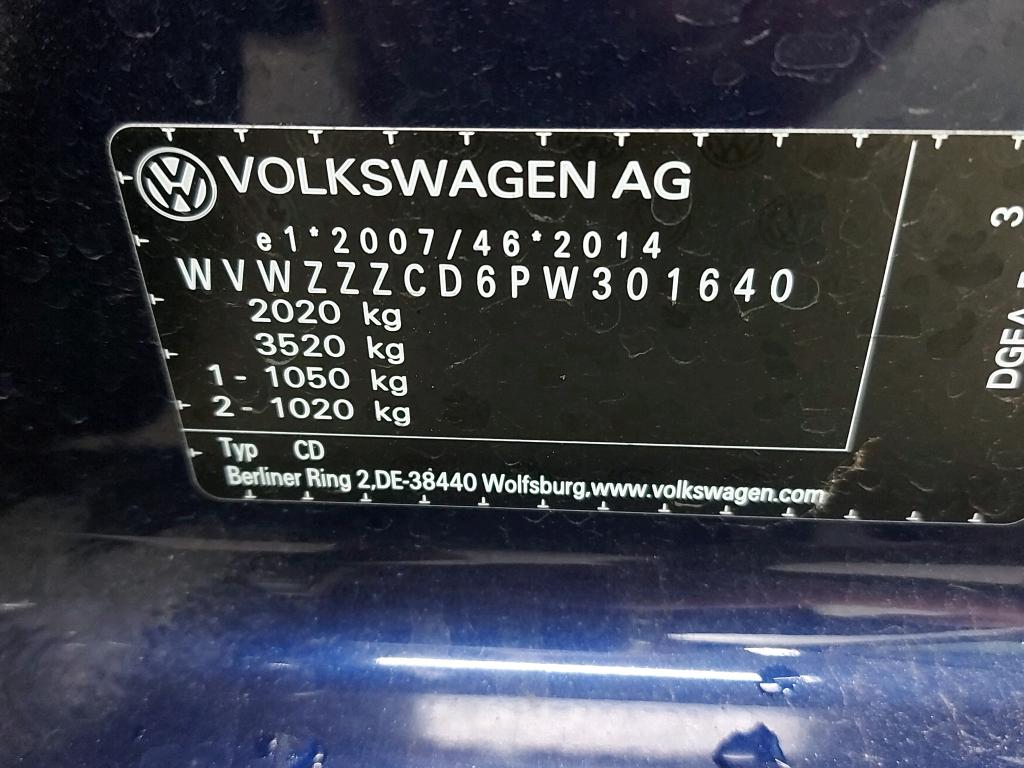 VOLKSWAGEN AG
e1*2007/46*2014
WVWZZZCD6PW301640
2020 kg
3520 kg
1- 1050 kg
2- 1020 kg
Typ CD
Berliner Ring 2,DE-38440 Wolfsburg,www.volkswagen.com
3
DGEA